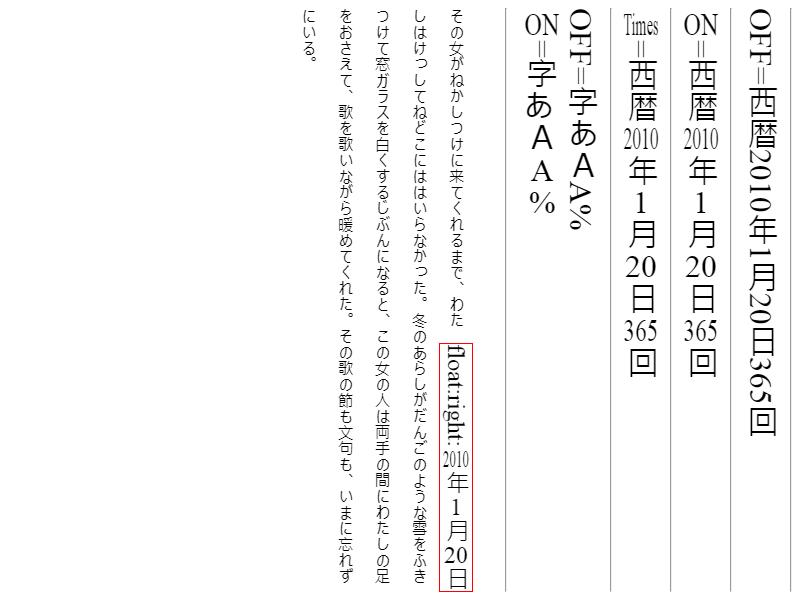 OFF=西暦2010年1月20日365回
ON=西暦2010年1月20日365回
Times=西暦2010年1月20日365回
OFF=字あＡA%
ON=字あＡA%
float:right:2010年1月20日
その女がねかしつけに来てくれるまで、わた
しはけっしてねどこにははいらなかった。冬のあらしがだんごのような雪をふき
つけて窓ガラスを白くするじぶんになると、この女の人は両手の間にわたしの足
をおさえて、歌を歌いながら暖めてくれた。その歌の節も文句も、いまに忘れず
にいる。